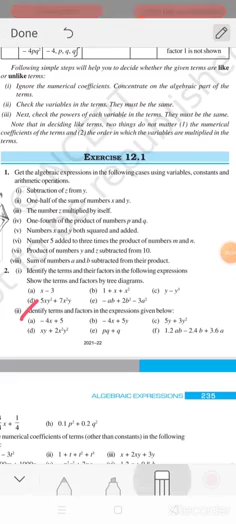 Done
– 4pq² – 4, p, q, q
factor 1 is not shown
Following simple steps will help you to decide whether the given terms are like
or unlike terms:
(i) Ignore the numerical coefficients. Concentrate on the algebraic part of the
terms.
(ii) Check the variables in the terms. They must be the same.
(iii) Next, check the powers of each variable in the terms. They must be the same.
Note that in deciding like terms, two things do not matter (1) the numerical
coefficients of the terms and (2) the order in which the variables are multiplied in the
terms.
EXERCISE 12.1
1. Get the algebraic expressions in the following cases using variables, constants and
arithmetic operations.
(i) Subtraction of z from y.
(ii) One-half of the sum of numbers x and y.
(iii) The number z multiplied by itself.
(iv) One-fourth of the product of numbers p and q.
(v) Numbers x and y both squared and added.
(vi) Number 5 added to three times the product of numbers m and n.
(vii) Product of numbers y and z subtracted from 10.
(viii) Sum of numbers a and b subtracted from their product.
2. (i) Identify the terms and their factors in the following expressions
Show the terms and factors by tree diagrams.
(a) x – 3 (b) 1 + x + x² (c) y – y³
(d) 5xy² + 7x²y (e) – ab + 2b² – 3a²
(ii) Identify terms and factors in the expressions given below:
(a) – 4x + 5 (b) – 4x + 5y (c) 5y + 3y²
(d) xy + 2x²y² (e) pq + q (f) 1.2 ab – 2.4 b + 3.6 a
2021–22
ALGEBRAIC EXPRESSIONS 235
x + 1/4 (h) 0.1 p² + 0.2 q²
numerical coefficients of terms (other than constants) in the following
– 3t² (ii) 1 + t + t² + t³ (iii) x + 2xy + 3y